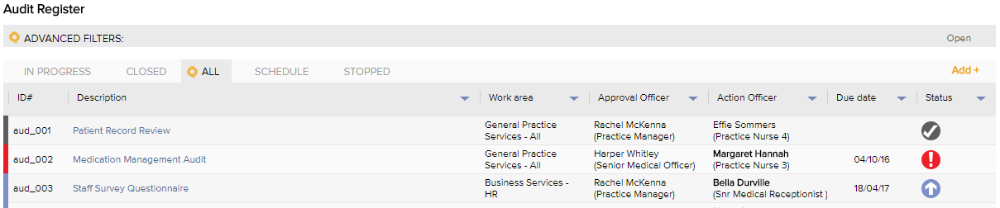 Audit Register
ADVANCED FILTERS: Open
IN PROGRESS CLOSED ALL SCHEDULE STOPPED Add +
ID# Description Work area Approval Officer Action Officer Due date Status
aud_001 Patient Record Review General Practice Services - All Rachel McKenna (Practice Manager) Effie Sommers (Practice Nurse 4)
aud_002 Medication Management Audit General Practice Services - All Harper Whitley (Senior Medical Officer) Margaret Hannah (Practice Nurse 3) 04/10/16
aud_003 Staff Survey Questionnaire Business Services - HR Rachel McKenna (Practice Manager) Bella Durville (Snr Medical Receptionist ) 18/04/17